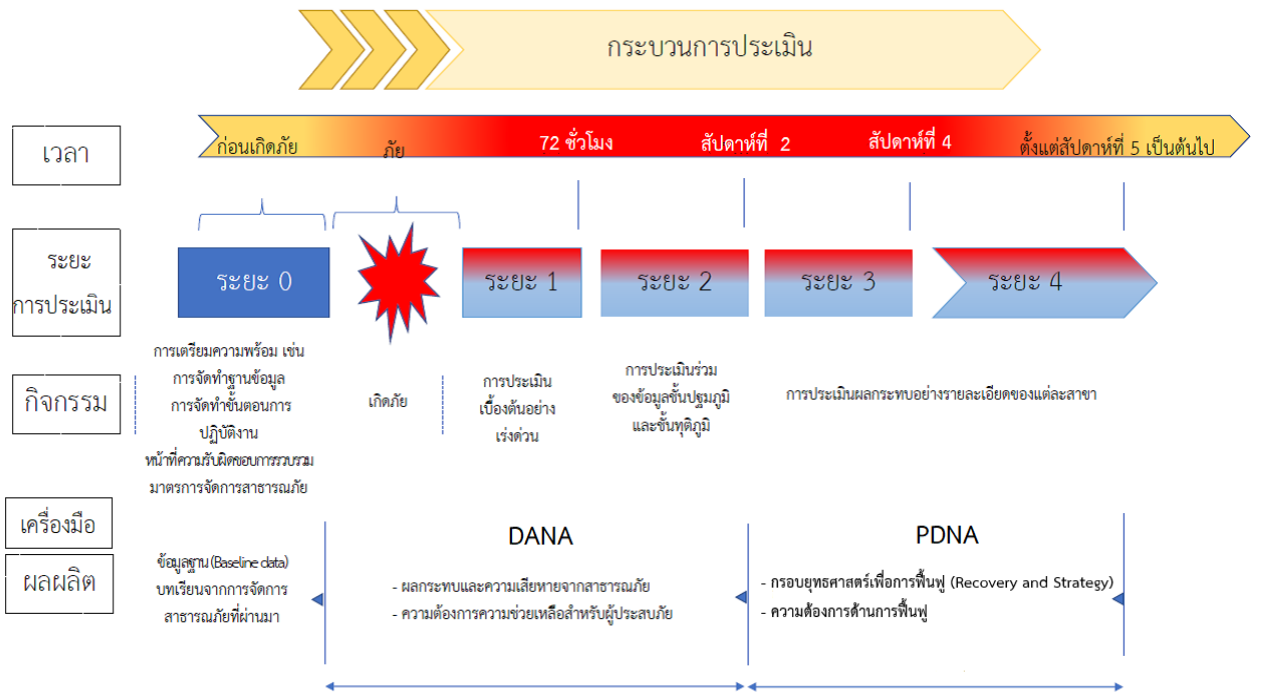 กระบวนการประเมิน
เวลา
ก่อนเกิดภัย
ภัย
72 ชั่วโมง
สัปดาห์ที่ 2
สัปดาห์ที่ 4
ตั้งแต่สัปดาห์ที่ 5 เป็นต้นไป
ระยะ
การประเมิน
ระยะ 0
ระยะ 1
ระยะ 2
ระยะ 3
ระยะ 4
กิจกรรม
การเตรียมความพร้อม เช่น
การจัดทำฐานข้อมูล
การจัดทำขั้นตอนการ
ปฏิบัติงาน
หน้าที่ความรับผิดชอบการรวบรวม
มาตรการจัดการสาธารณภัย
เกิดภัย
การประเมิน
เบื้องต้นอย่าง
เร่งด่วน
การประเมินร่วม
ของข้อมูลขั้นปฐมภูมิ
และขั้นทุติภูมิ
การประเมินผลกระทบอย่างรายละเอียดของแต่ละสาขา
เครื่องมือ
DANA
PDNA
ผลผลิต
ข้อมูลฐาน (Baseline data)
บทเรียนจากการจัดการ
สาธารณภัยที่ผ่านมา
- ผลกระทบและความเสียหายจากสาธารณภัย
- ความต้องการความช่วยเหลือสำหรับผู้ประสบภัย
- กรอบยุทธศาสตร์เพื่อการฟื้นฟู (Recovery and Strategy)
- ความต้องการด้านการฟื้นฟู